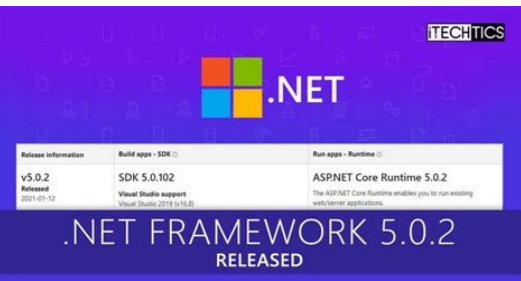 iTECHTICS
.NET
Release information
Build apps - SDK
Run apps - Runtime
v5.0.2
SDK 5.0.102
ASP.NET Core Runtime 5.0.2
Released
2021-01-12
Visual Studio support
Visual Studio 2019 (v16.8)
The ASP.NET Core Runtime enables you to run existing
web/server applications.
.NET FRAMEWORK 5.0.2
RELEASED